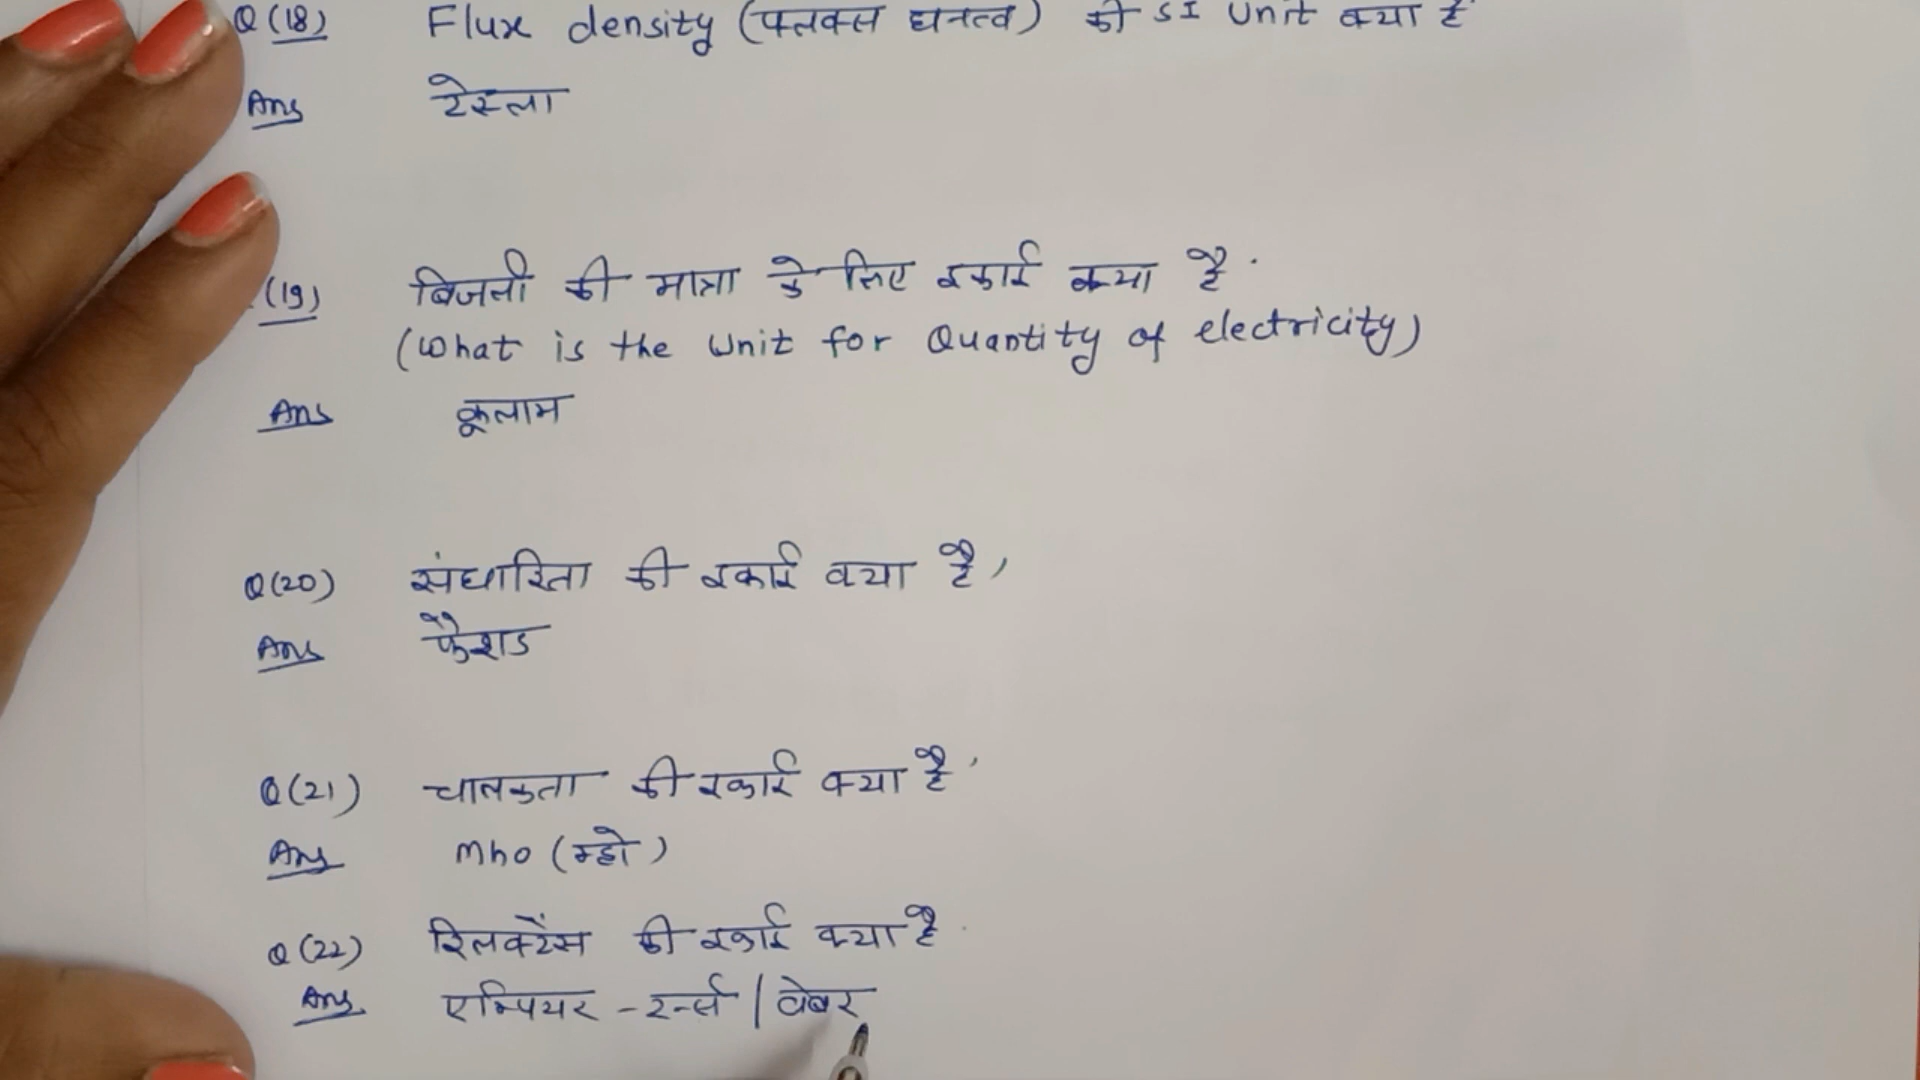 Q (18) Flux density (फ्लक्स घनत्व) की SI Unit क्या है
Ans टेस्ला
(19) बिजली की मात्रा के लिए इकाई क्या है.
(What is the Unit for Quantity of electricity)
Ans कूलाम
Q (20) संधारिता की इकाई क्या है,
Ans फैराड
Q (21) चालकता की इकाई क्या है,
Ans Mho (म्हो)
Q (22) रिलक्टैंस की इकाई क्या है.
Ans एम्पियर - टर्न्स / वेबर